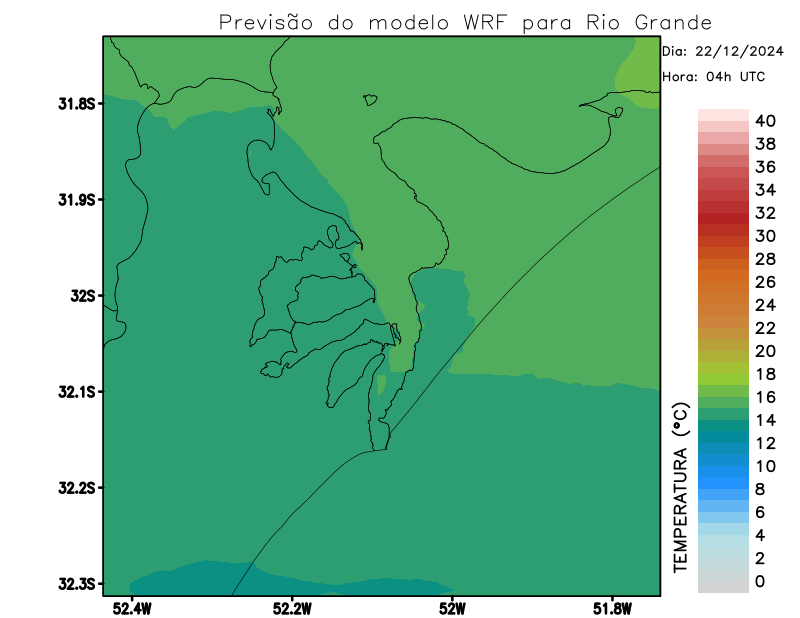 Previsão do modelo WRF para Rio Grande
Dia: 22/12/2024
Hora: 04h UTC
31.8S
31.9S
32S
32.1S
32.2S
32.3S
52.4W
52.2W
52W
51.8W
TEMPERATURA (°C)
40
38
36
34
32
30
28
26
24
22
20
18
16
14
12
10
8
6
4
2
0